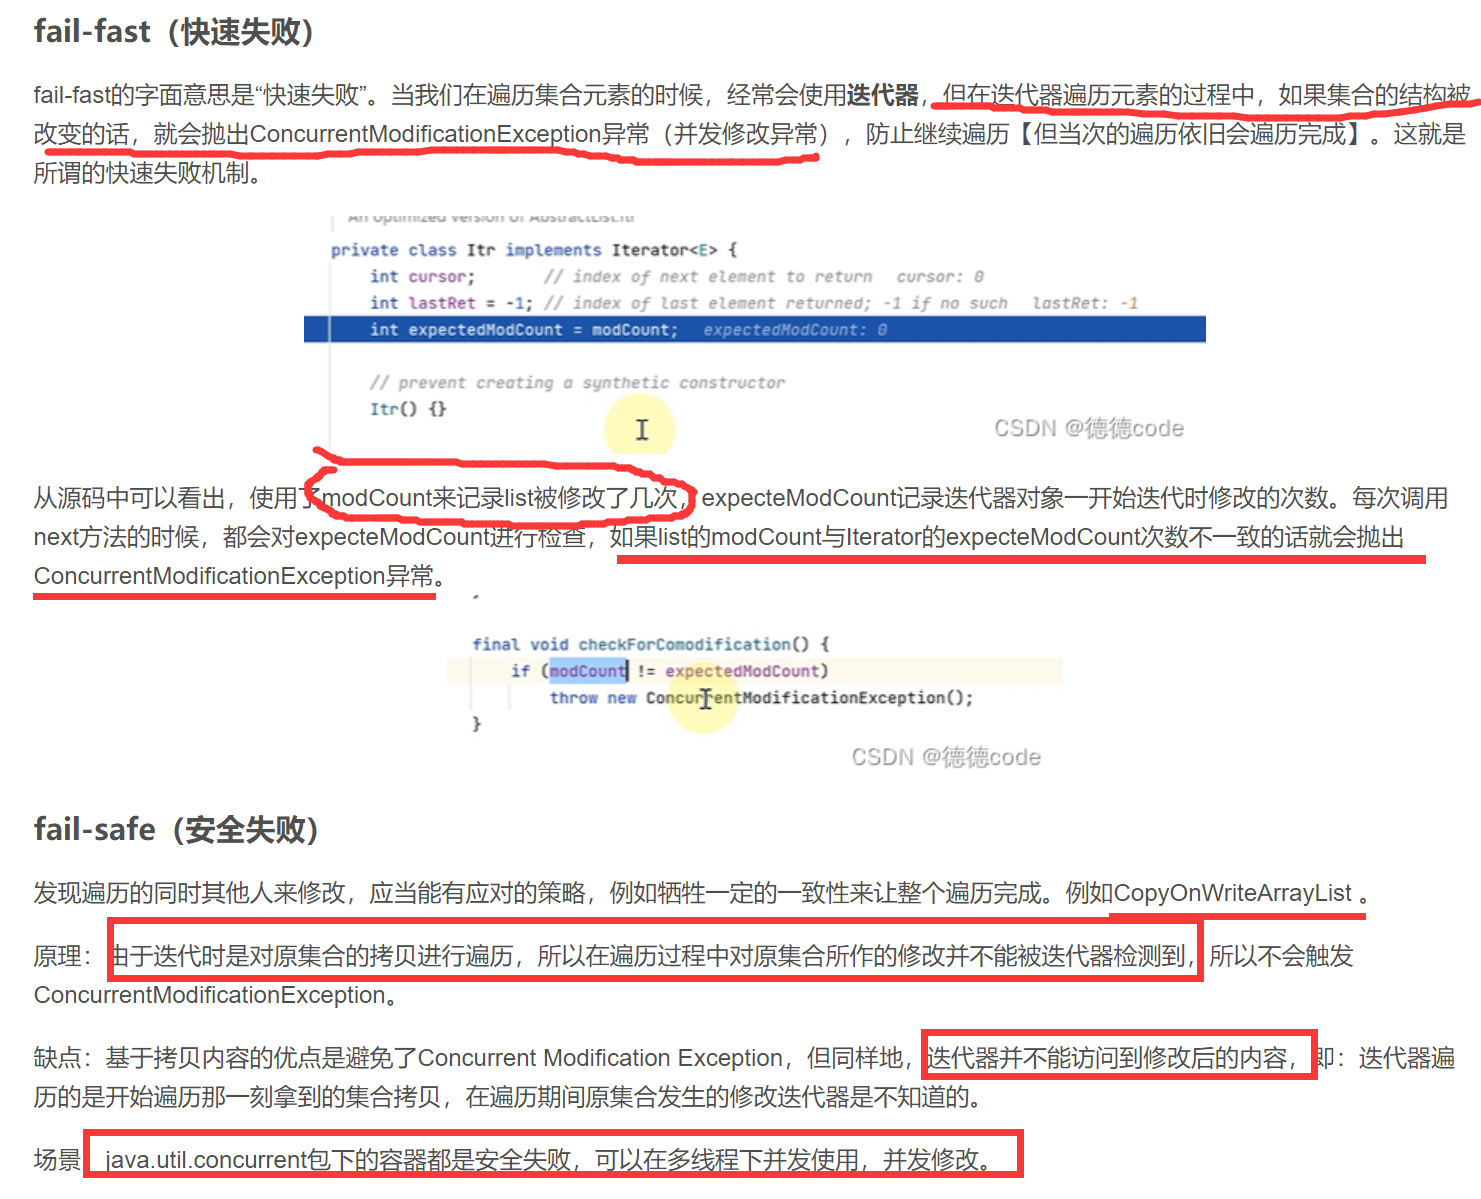 fail-fast（快速失败）
fail-fast的字面意思是“快速失败”。当我们在遍历集合元素的时候，经常会使用迭代器，但在迭代器遍历元素的过程中，如果集合的结构被
改变的话，就会抛出ConcurrentModificationException异常（并发修改异常），防止继续遍历【但当次的遍历依旧会遍历完成】。这就是
所谓的快速失败机制。
An optimized version of AbstractList.Itr
private class Itr implements Iterator<E> {
int cursor; // index of next element to return cursor: 0
int lastRet = -1; // index of last element returned; -1 if no such lastRet: -1
int expectedModCount = modCount; expectedModCount: 0
// prevent creating a synthetic constructor
Itr() {}
CSDN @德德code
从源码中可以看出，使用了modCount来记录list被修改了几次，expecteModCount记录迭代器对象一开始迭代时修改的次数。每次调用
next方法的时候，都会对expecteModCount进行检查，如果list的modCount与Iterator的expecteModCount次数不一致的话就会抛出
ConcurrentModificationException异常。
final void checkForComodification() {
if (modCount != expectedModCount)
throw new ConcurrentModificationException();
}
CSDN @德德code
fail-safe（安全失败）
发现遍历的同时其他人来修改，应当能有应对的策略，例如牺牲一定的一致性来让整个遍历完成。例如CopyOnWriteArrayList 。
原理：由于迭代时是对原集合的拷贝进行遍历，所以在遍历过程中对原集合所作的修改并不能被迭代器检测到，所以不会触发
ConcurrentModificationException。
缺点：基于拷贝内容的优点是避免了Concurrent Modification Exception，但同样地，迭代器并不能访问到修改后的内容，即：迭代器遍
历的是开始遍历那一刻拿到的集合拷贝，在遍历期间原集合发生的修改迭代器是不知道的。
场景：java.util.concurrent包下的容器都是安全失败，可以在多线程下并发使用，并发修改。